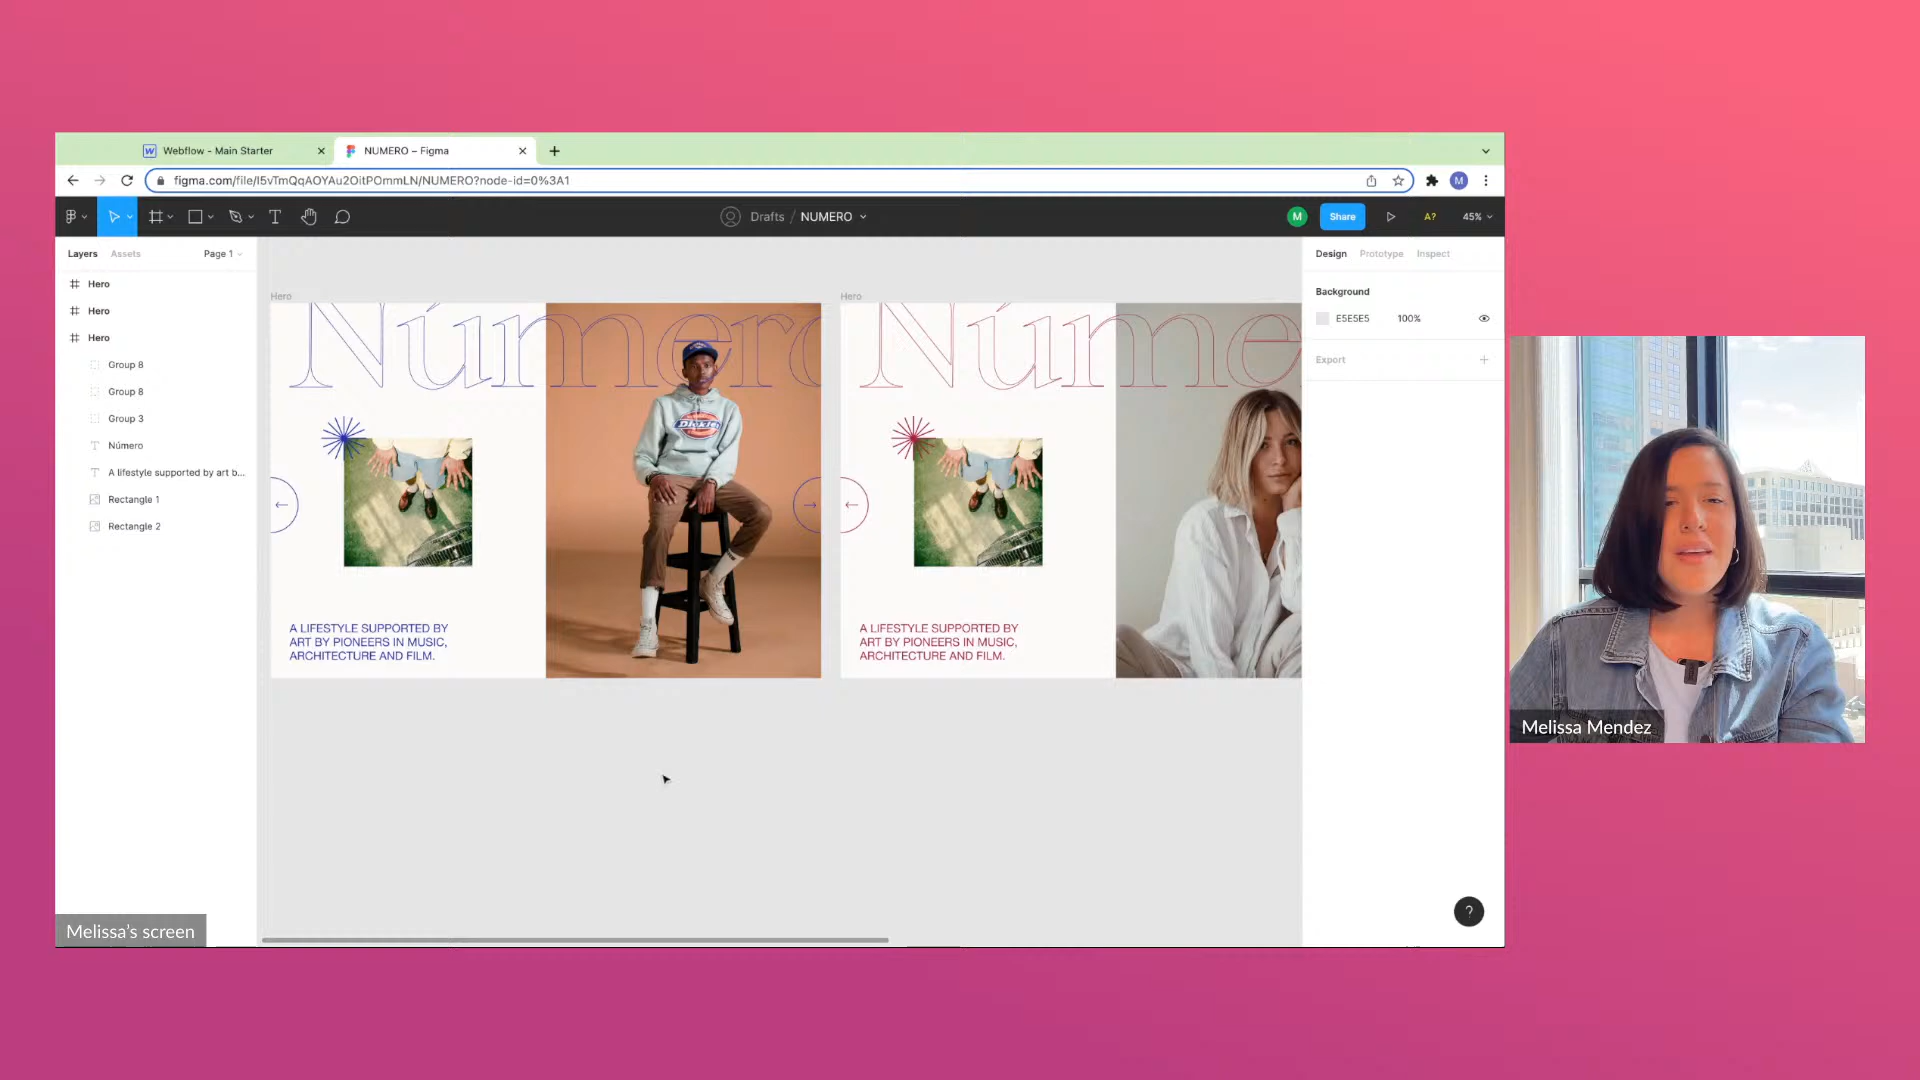 Webflow - Main Starter
NUMERO – Figma
figma.com/file/I5vTmQqAOYAu2OitPOmmLN/NUMERO?node-id=0%3A1
M
Drafts / NUMERO
M
Share
A?
45%
Layers
Assets
Page 1
Design
Prototype
Inspect
Hero
Hero
Hero
Group 8
Group 8
Group 3
Número
A lifestyle supported by art b...
Rectangle 1
Rectangle 2
Hero
Número
Dickies
A LIFESTYLE SUPPORTED BY
ART BY PIONEERS IN MUSIC,
ARCHITECTURE AND FILM.
Hero
Núme
A LIFESTYLE SUPPORTED BY
ART BY PIONEERS IN MUSIC,
ARCHITECTURE AND FILM.
Background
E5E5E5
100%
Export
?
Melissa's screen
Melissa Mendez